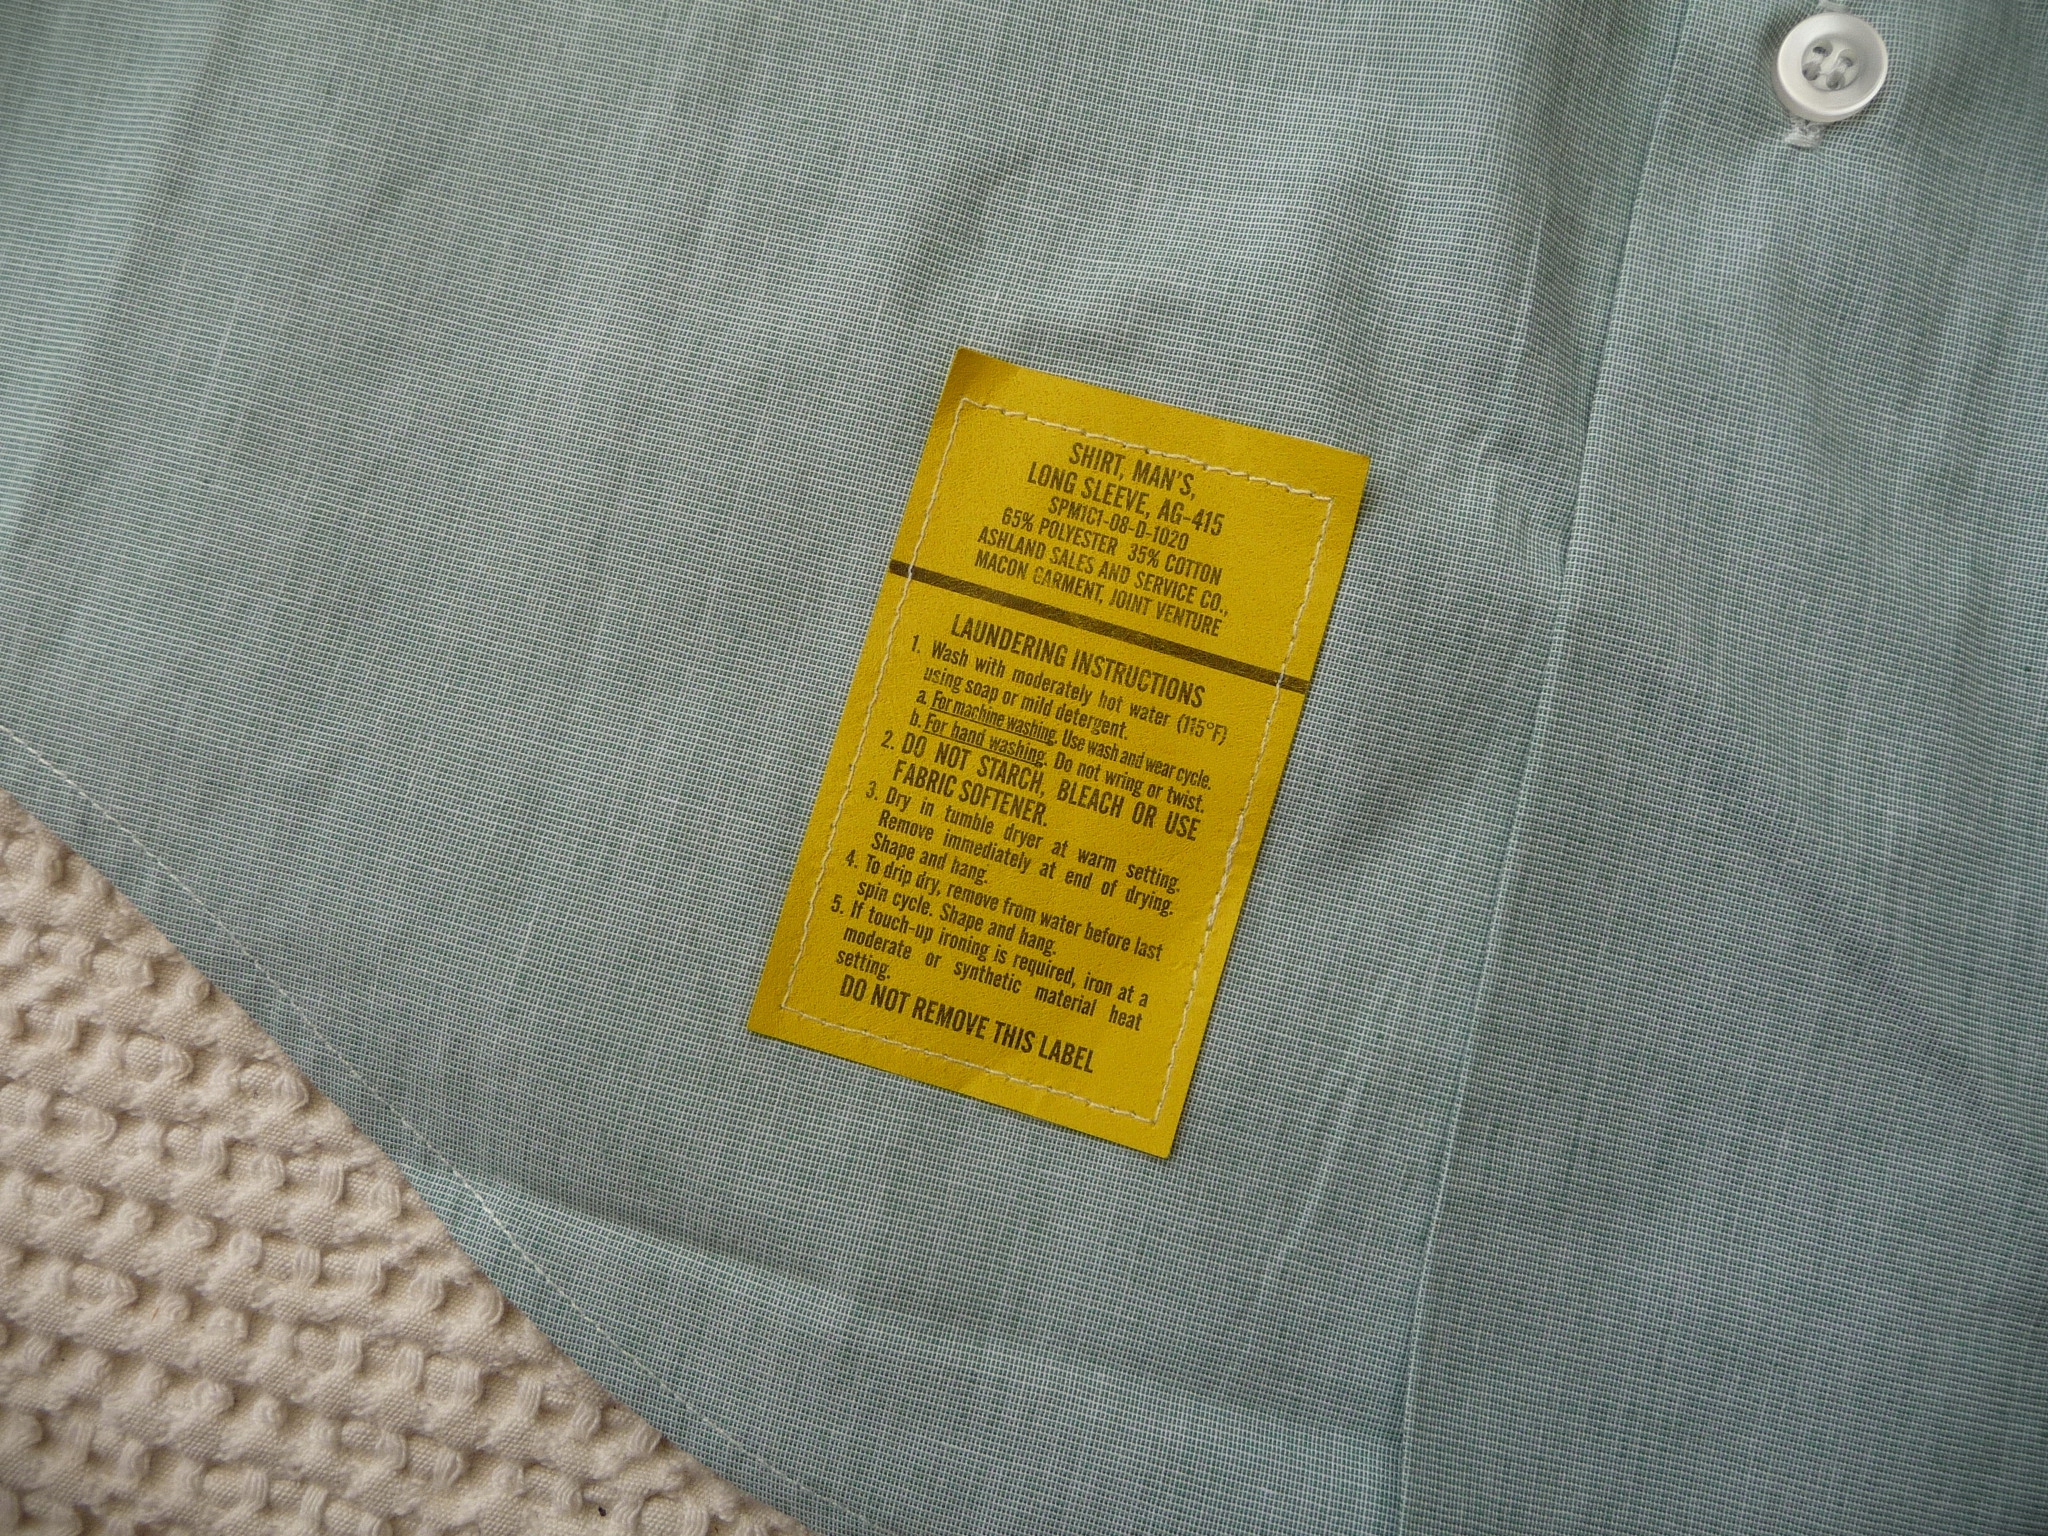 SHIRT, MAN'S,
LONG SLEEVE, AG-415
SPM1C1-08-D-1020
65% POLYESTER 35% COTTON
ASHLAND SALES AND SERVICE CO.,
MACON GARMENT, JOINT VENTURE
LAUNDERING INSTRUCTIONS
1. Wash with moderately hot water (115°F)
using soap or mild detergent.
a. For machine washing. Use wash and wear cycle.
b. For hand washing. Do not wring or twist.
2. DO NOT STARCH, BLEACH OR USE
FABRIC SOFTENER.
3. Dry in tumble dryer at warm setting.
Remove immediately at end of drying.
Shape and hang.
4. To drip dry, remove from water before last
spin cycle. Shape and hang.
5. If touch-up ironing is required, iron at a
moderate or synthetic material heat
setting.
DO NOT REMOVE THIS LABEL